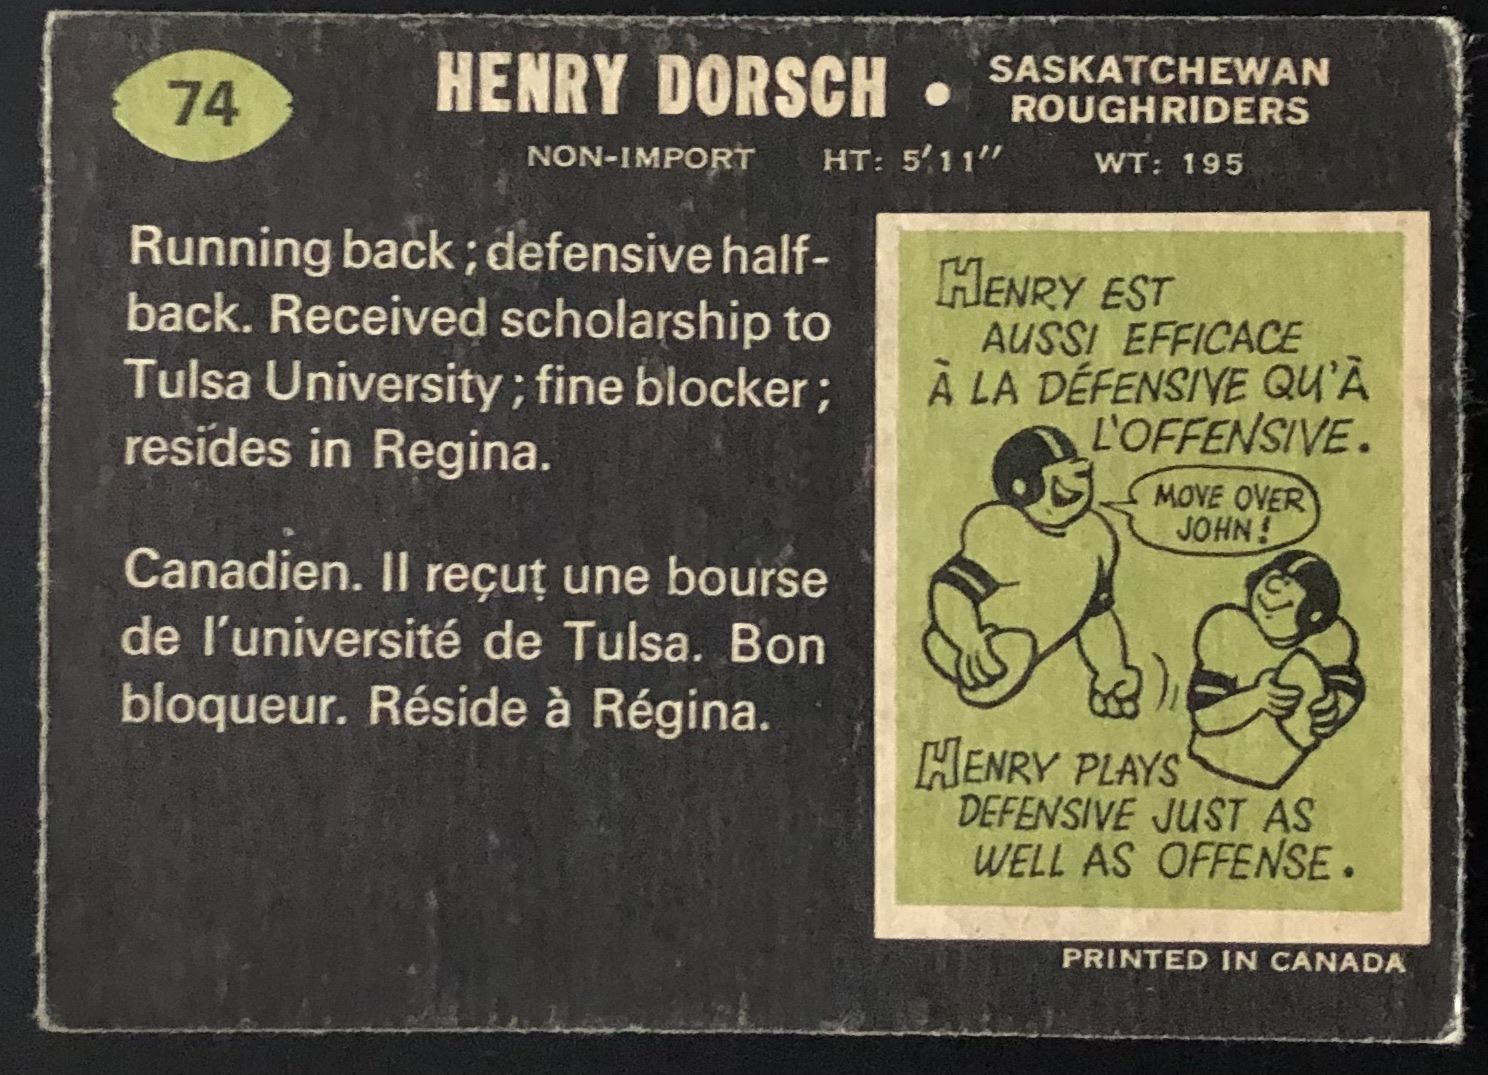 74
HENRY DORSCH • SASKATCHEWAN
ROUGHRIDERS
NON-IMPORT HT: 5'11" WT: 195
Running back; defensive half-
back. Received scholarship to
Tulsa University; fine blocker;
resides in Regina.
Canadien. Il reçut une bourse
de l'université de Tulsa. Bon
bloqueur. Réside à Régina.
HENRY EST
AUSSI EFFICACE
À LA DÉFENSIVE QU'À
L'OFFENSIVE.
MOVE OVER
JOHN!
HENRY PLAYS
DEFENSIVE JUST AS
WELL AS OFFENSE.
PRINTED IN CANADA